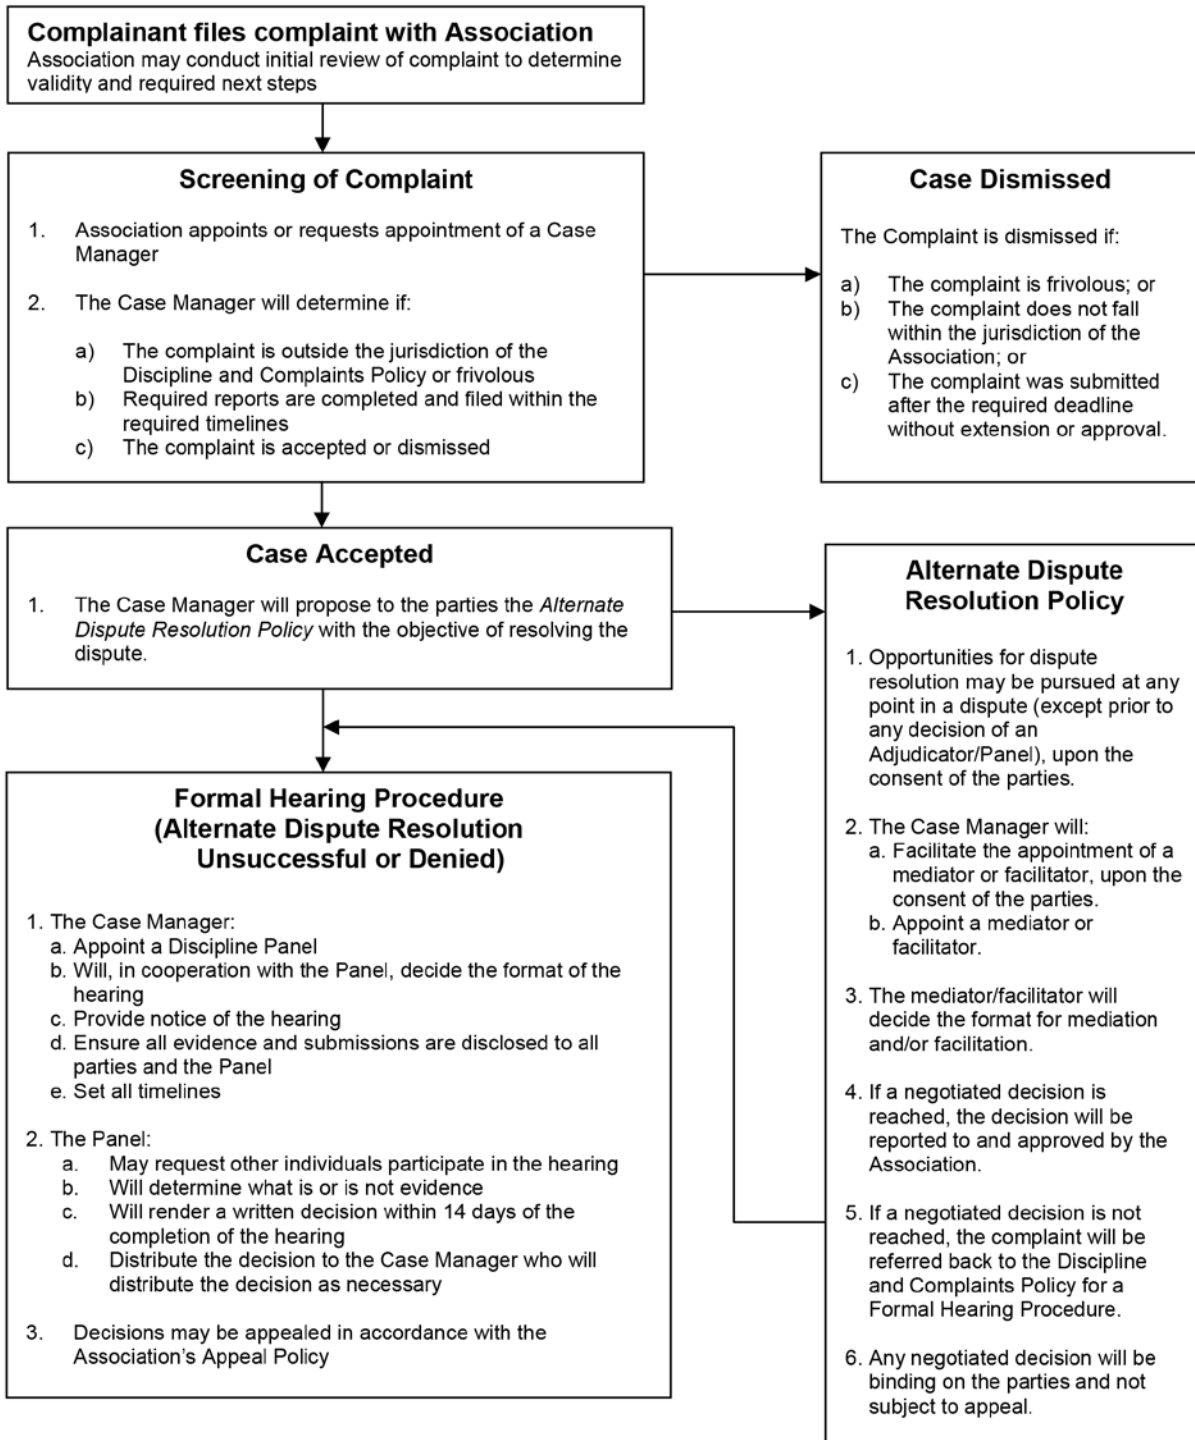 Complainant files complaint with Association
Association may conduct initial review of complaint to determine
validity and required next steps
Screening of Complaint
1. Association appoints or requests appointment of a Case
Manager
2. The Case Manager will determine if:
a) The complaint is outside the jurisdiction of the
Discipline and Complaints Policy or frivolous
b) Required reports are completed and filed within the
required timelines
c) The complaint is accepted or dismissed
Case Dismissed
The Complaint is dismissed if:
a) The complaint is frivolous; or
b) The complaint does not fall
within the jurisdiction of the
Association; or
c) The complaint was submitted
after the required deadline
without extension or approval.
Case Accepted
1. The Case Manager will propose to the parties the Alternate
Dispute Resolution Policy with the objective of resolving the
dispute.
Alternate Dispute
Resolution Policy
1. Opportunities for dispute
resolution may be pursued at any
point in a dispute (except prior to
any decision of an
Adjudicator/Panel), upon the
consent of the parties.
2. The Case Manager will:
a. Facilitate the appointment of a
mediator or facilitator, upon the
consent of the parties.
b. Appoint a mediator or
facilitator.
3. The mediator/facilitator will
decide the format for mediation
and/or facilitation.
4. If a negotiated decision is
reached, the decision will be
reported to and approved by the
Association.
5. If a negotiated decision is not
reached, the complaint will be
referred back to the Discipline
and Complaints Policy for a
Formal Hearing Procedure.
6. Any negotiated decision will be
binding on the parties and not
subject to appeal.
Formal Hearing Procedure
(Alternate Dispute Resolution
Unsuccessful or Denied)
1. The Case Manager:
a. Appoint a Discipline Panel
b. Will, in cooperation with the Panel, decide the format of the
hearing
c. Provide notice of the hearing
d. Ensure all evidence and submissions are disclosed to all
parties and the Panel
e. Set all timelines
2. The Panel:
a. May request other individuals participate in the hearing
b. Will determine what is or is not evidence
c. Will render a written decision within 14 days of the
completion of the hearing
d. Distribute the decision to the Case Manager who will
distribute the decision as necessary
3. Decisions may be appealed in accordance with the
Association's Appeal Policy